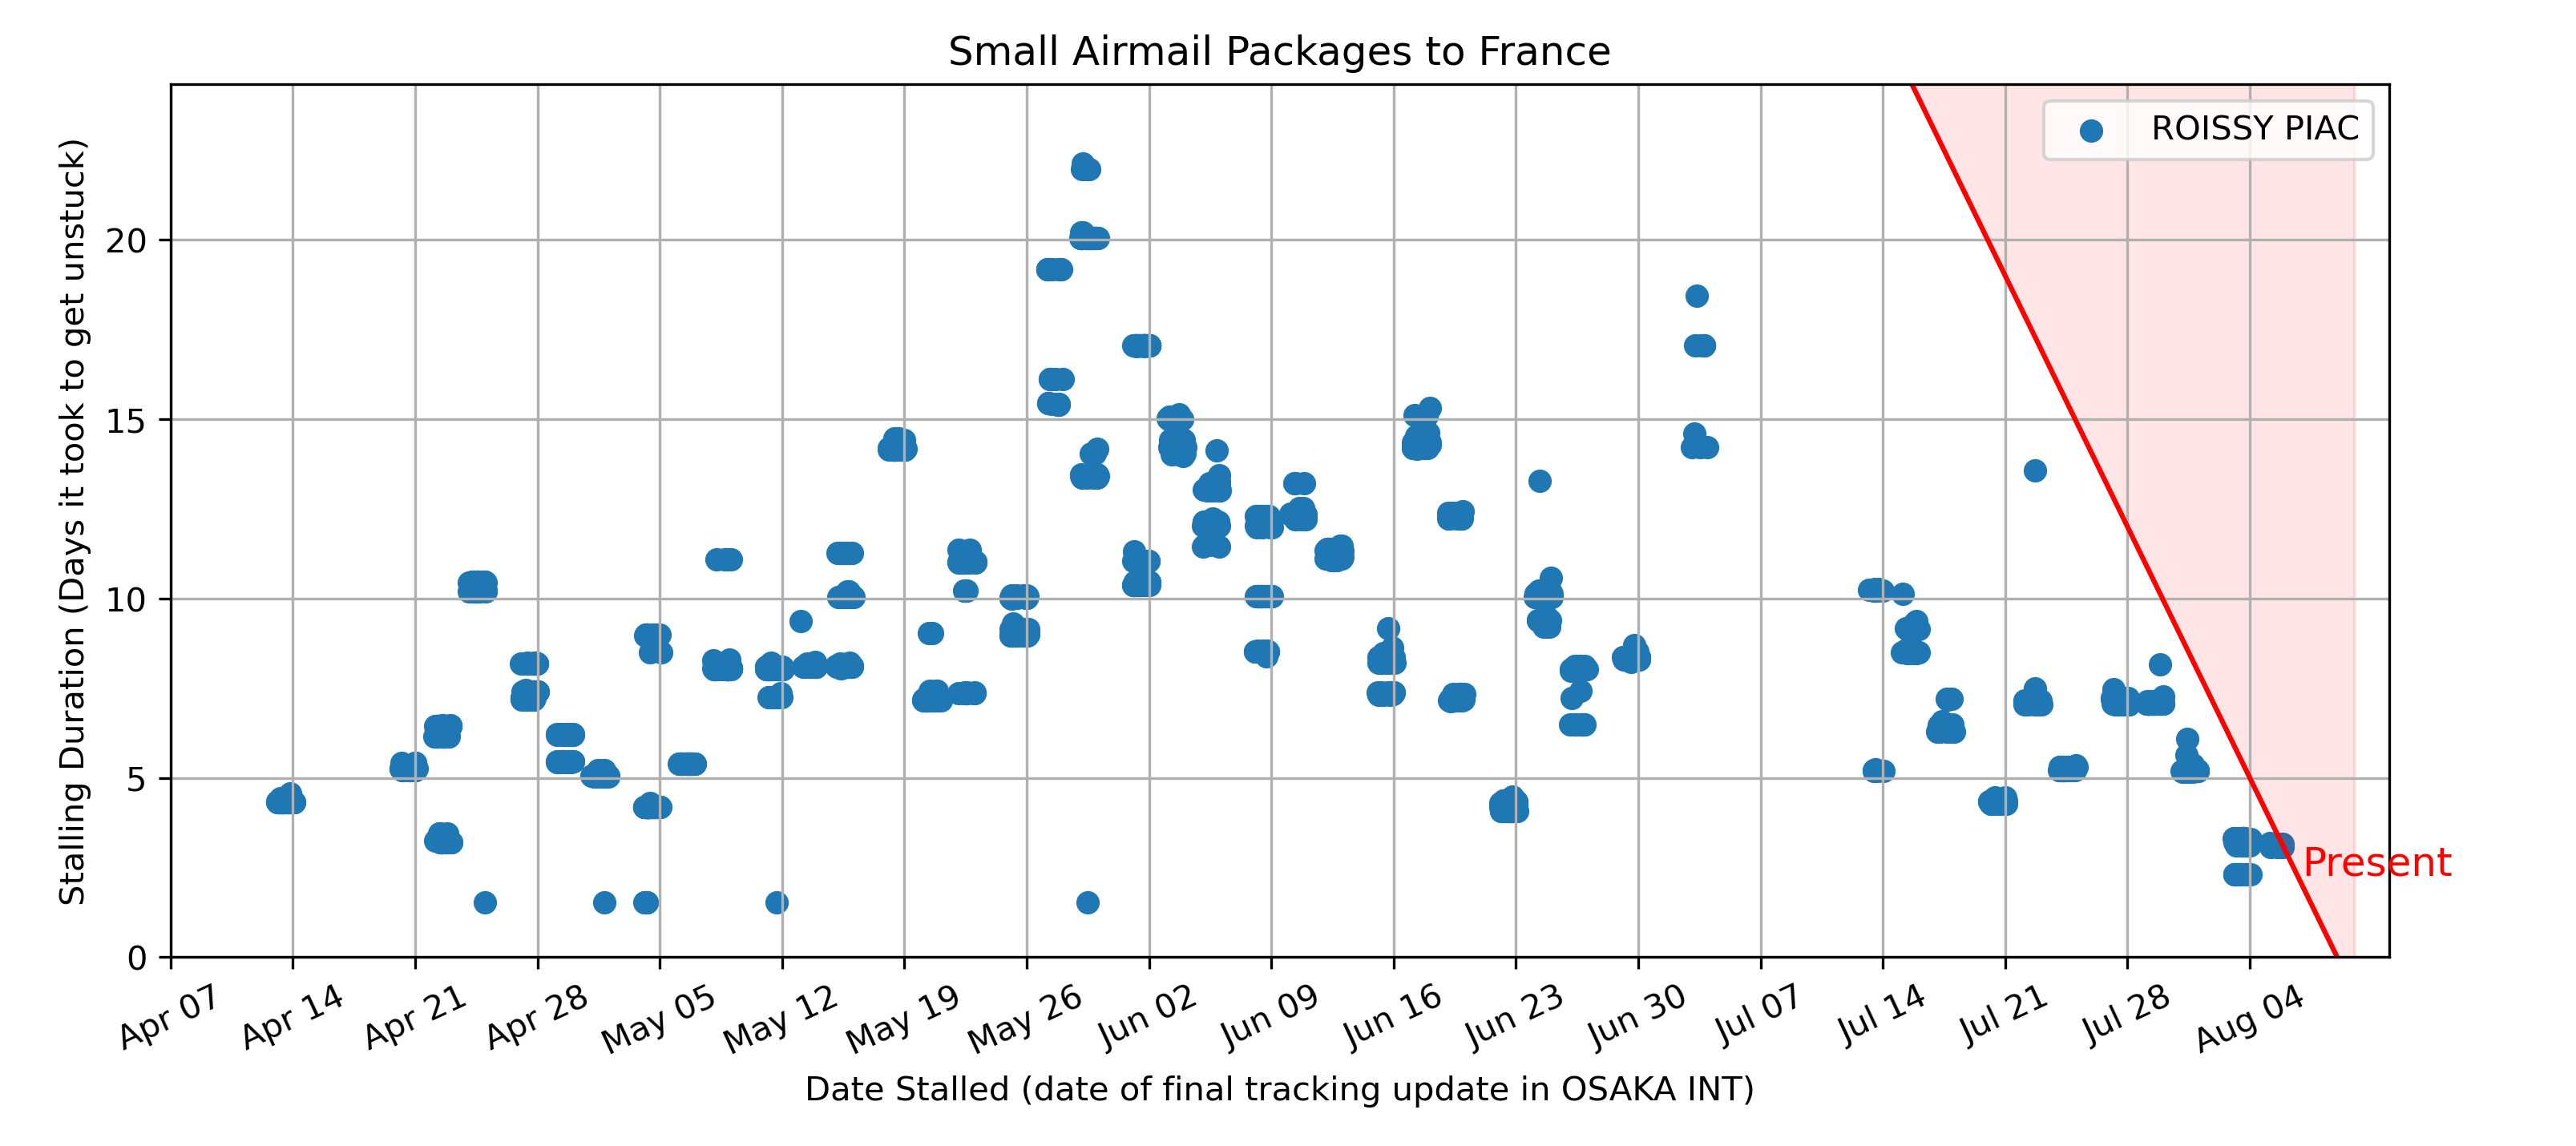 Small Airmail Packages to France
ROISSY PIAC
Stalling Duration (Days it took to get unstuck)
20
15
10
5
0
Present
Apr 07
Apr 14
Apr 21
Apr 28
May 05
May 12
May 19
May 26
Jun 02
Jun 09
Jun 16
Jun 23
Jun 30
Jul 07
Jul 14
Jul 21
Jul 28
Aug 04
Date Stalled (date of final tracking update in OSAKA INT)